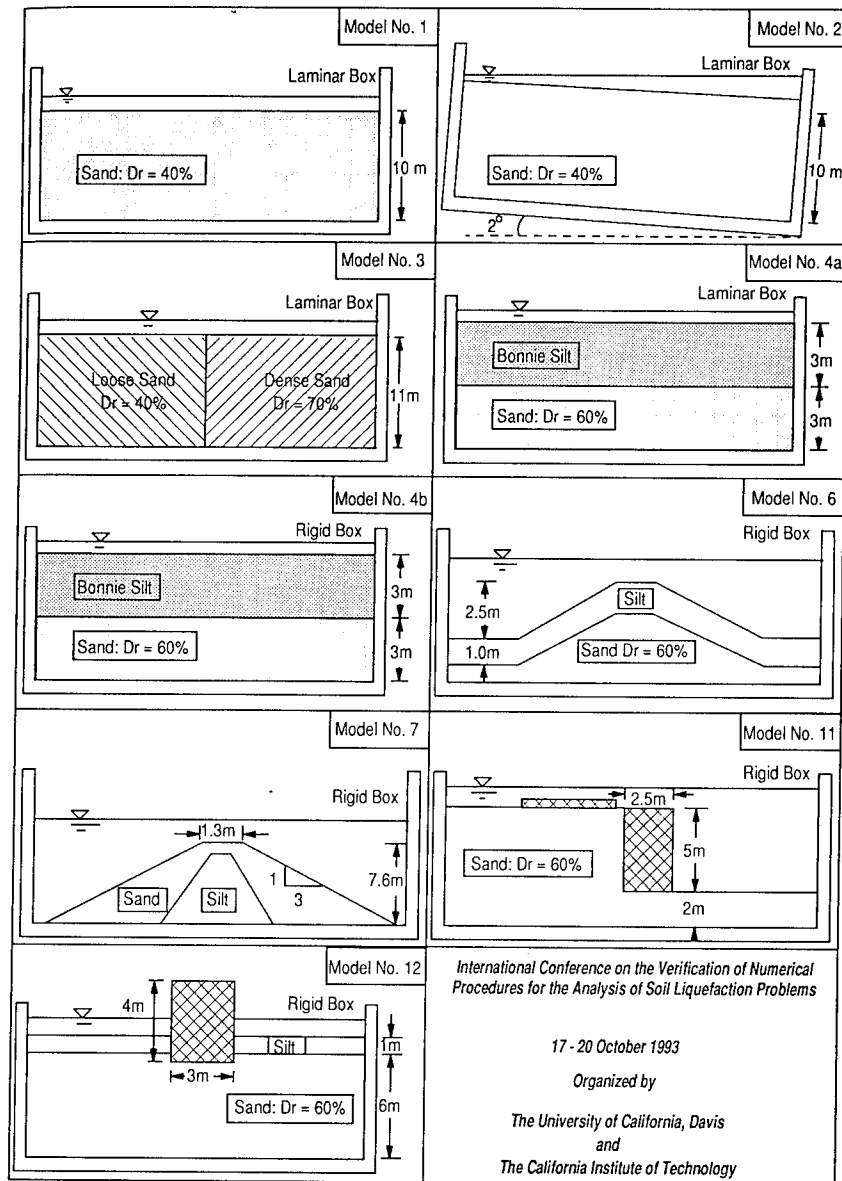 Model No. 1
Laminar Box
Sand: Dr = 40%
10 m
Model No. 2
Laminar Box
Sand: Dr = 40%
10 m
2°
Model No. 3
Laminar Box
Loose Sand
Dr = 40%
Dense Sand
Dr = 70%
11m
Model No. 4a
Laminar Box
Bonnie Silt
3m
Sand: Dr = 60%
3m
Model No. 4b
Rigid Box
Bonnie Silt
3m
Sand: Dr = 60%
3m
Model No. 6
Rigid Box
Silt
2.5m
1.0m
Sand Dr = 60%
Model No. 7
Rigid Box
1.3m
1
3
7.6m
Sand
Silt
Model No. 11
Rigid Box
2.5m
Sand: Dr = 60%
5m
2m
Model No. 12
4m
Rigid Box
Silt
1m
3m
Sand: Dr = 60%
6m
International Conference on the Verification of Numerical
Procedures for the Analysis of Soil Liquefaction Problems
17 - 20 October 1993
Organized by
The University of California, Davis
and
The California Institute of Technology